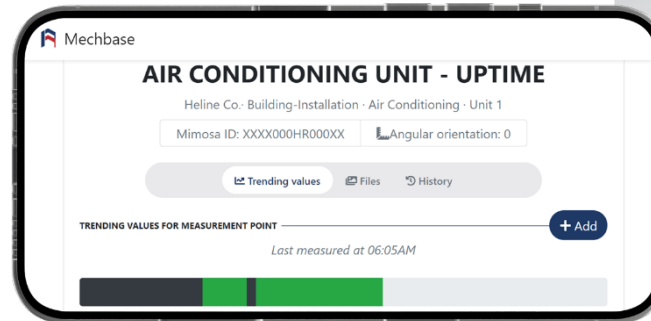 Mechbase
AIR CONDITIONING UNIT - UPTIME
Heline Co.· Building-Installation · Air Conditioning · Unit 1
Mimosa ID: XXXX000HR000XX
Angular orientation: 0
Trending values
Files
History
TRENDING VALUES FOR MEASUREMENT POINT
+ Add
Last measured at 06:05AM